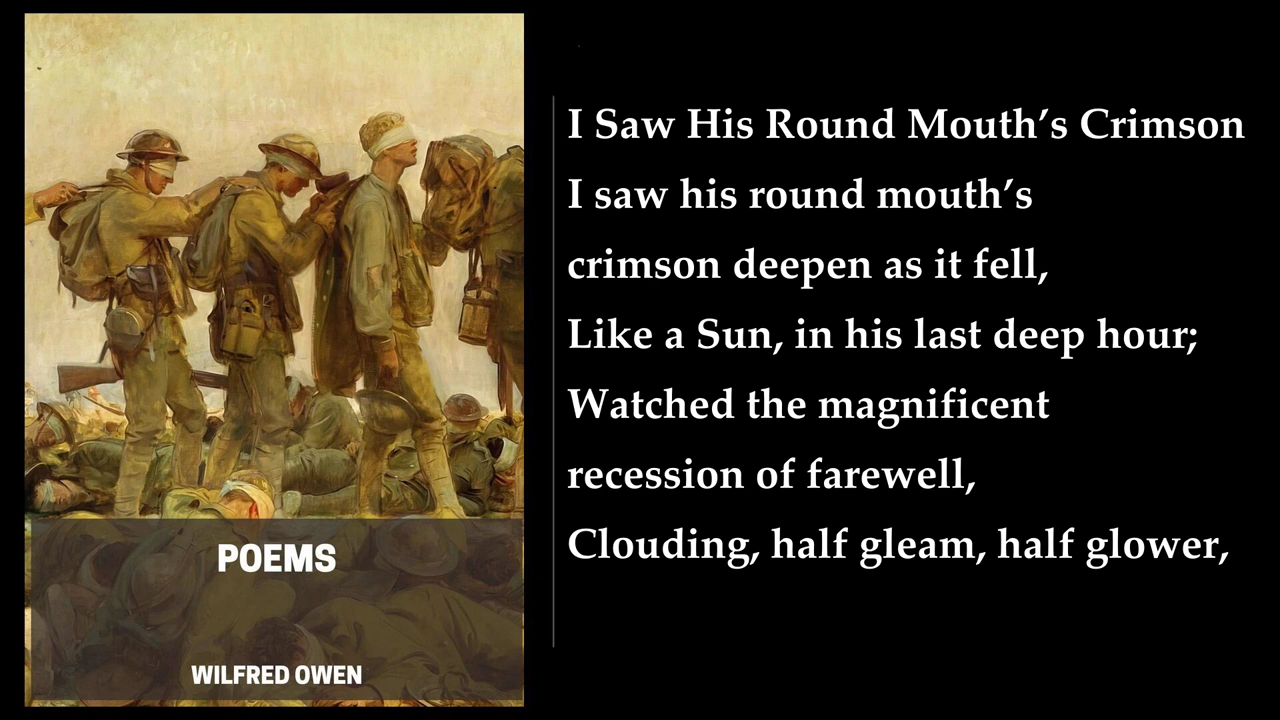 POEMS
WILFRED OWEN
I Saw His Round Mouth’s Crimson
I saw his round mouth’s
crimson deepen as it fell,
Like a Sun, in his last deep hour;
Watched the magnificent
recession of farewell,
Clouding, half gleam, half glower,